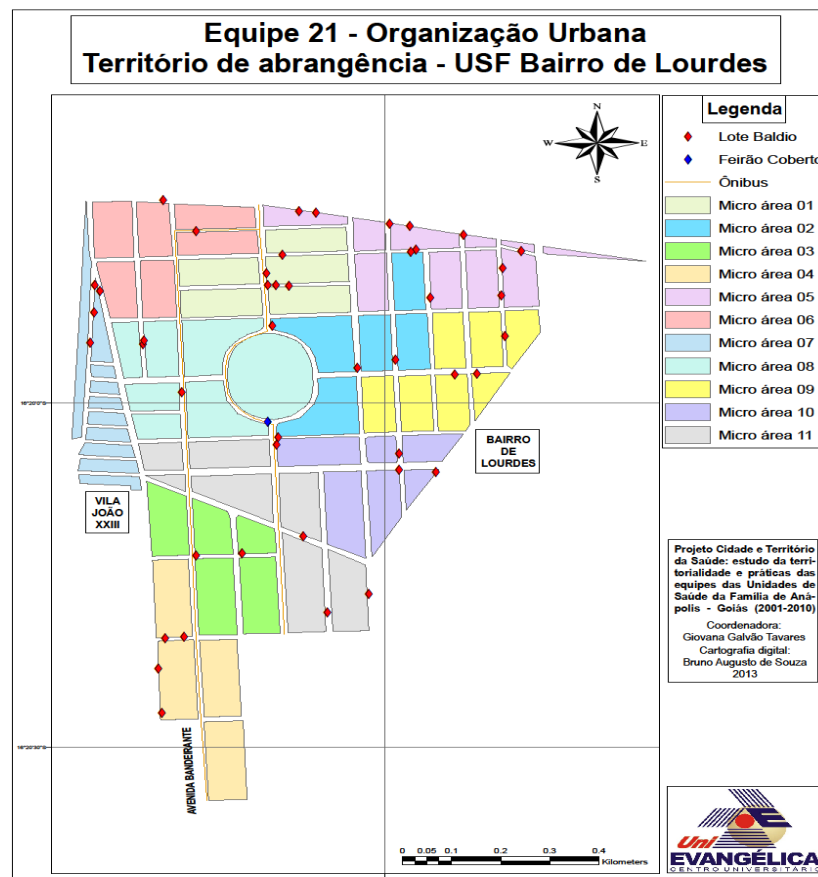 Equipe 21 - Organização Urbana
Território de abrangência - USF Bairro de Lourdes
N
W
E
S
Legenda
Lote Baldio
Feirão Coberto
Ônibus
Micro área 01
Micro área 02
Micro área 03
Micro área 04
Micro área 05
Micro área 06
Micro área 07
Micro área 08
Micro área 09
Micro área 10
Micro área 11
BAIRRO
DE
LOURDES
VILA
JOÃO
XXIII
AVENIDA BANDEIRANTE
Projeto Cidade e Território
da Saúde: estudo da terri-
torialidade e práticas das
equipes das Unidades de
Saúde da Família de Aná-
polis - Goiás (2001-2010)
Coordenadora:
Giovana Galvão Tavares
Cartografia digital:
Bruno Augusto de Souza
2013
0 0.05 0.1 0.2 0.3 0.4
Kilometers
Uni
EVANGÉLICA
CENTRO UNIVERSITÁRIO